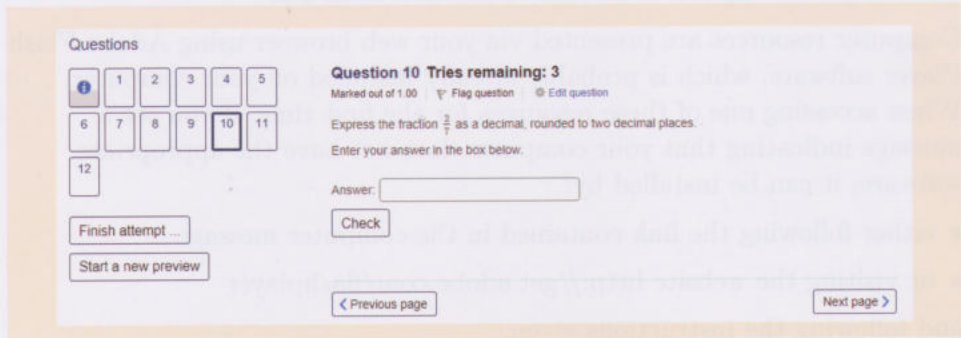 Questions
1 2 3 4 5
6 7 8 9 10 11
12
Finish attempt ...
Start a new preview
Question 10 Tries remaining: 3
Marked out of 1.00 Flag question Edit question
Express the fraction as a decimal, rounded to two decimal places.
Enter your answer in the box below.
Answer:
Check
Previous page
Next page